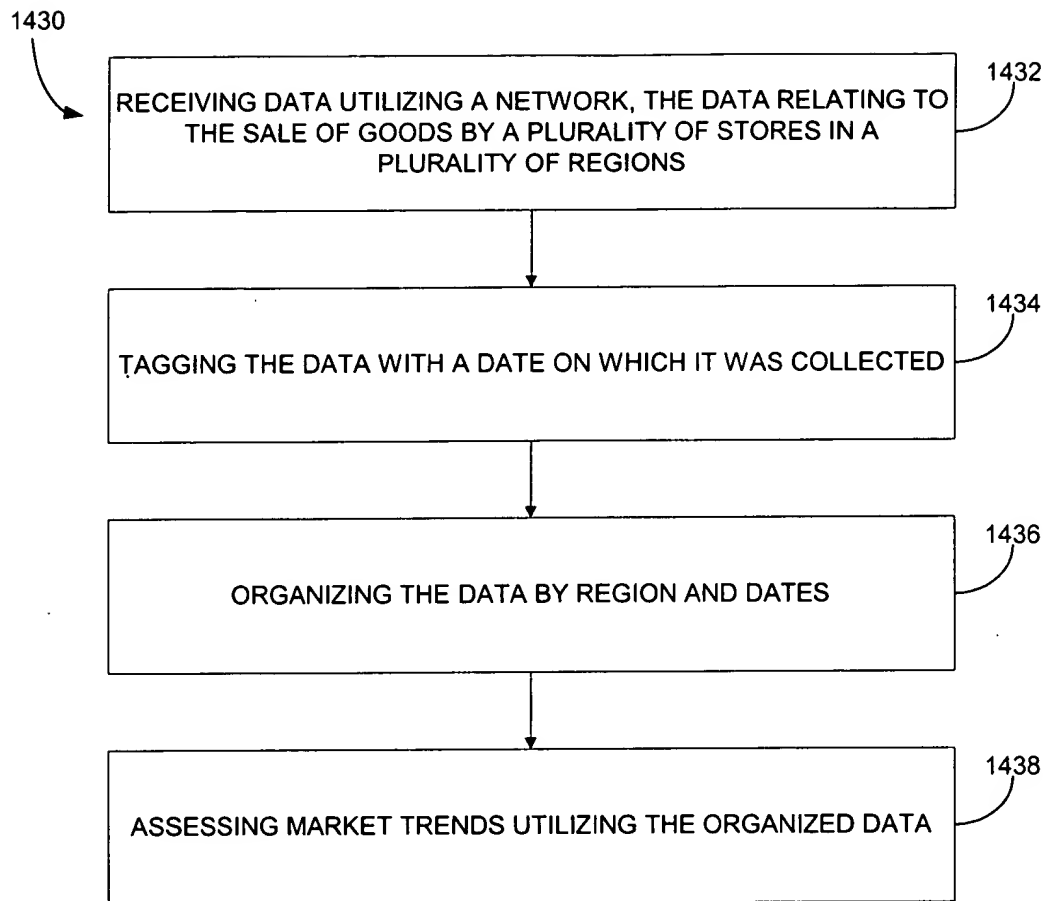 1430
1432
RECEIVING DATA UTILIZING A NETWORK, THE DATA RELATING TO
THE SALE OF GOODS BY A PLURALITY OF STORES IN A
PLURALITY OF REGIONS
1434
TAGGING THE DATA WITH A DATE ON WHICH IT WAS COLLECTED
1436
ORGANIZING THE DATA BY REGION AND DATES
1438
ASSESSING MARKET TRENDS UTILIZING THE ORGANIZED DATA